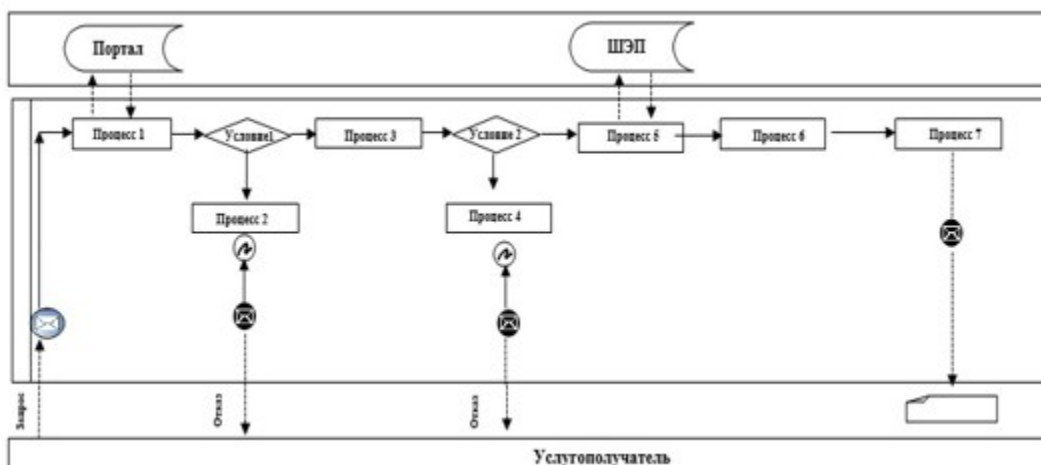 Портал
ШЭП
Процесс 1
Условие1
Процесс 3
Условие 2
Процесс 5
Процесс 6
Процесс 7
Процесс 2
Процесс 4
Запрос
Отказ
Отказ
Услугополучатель